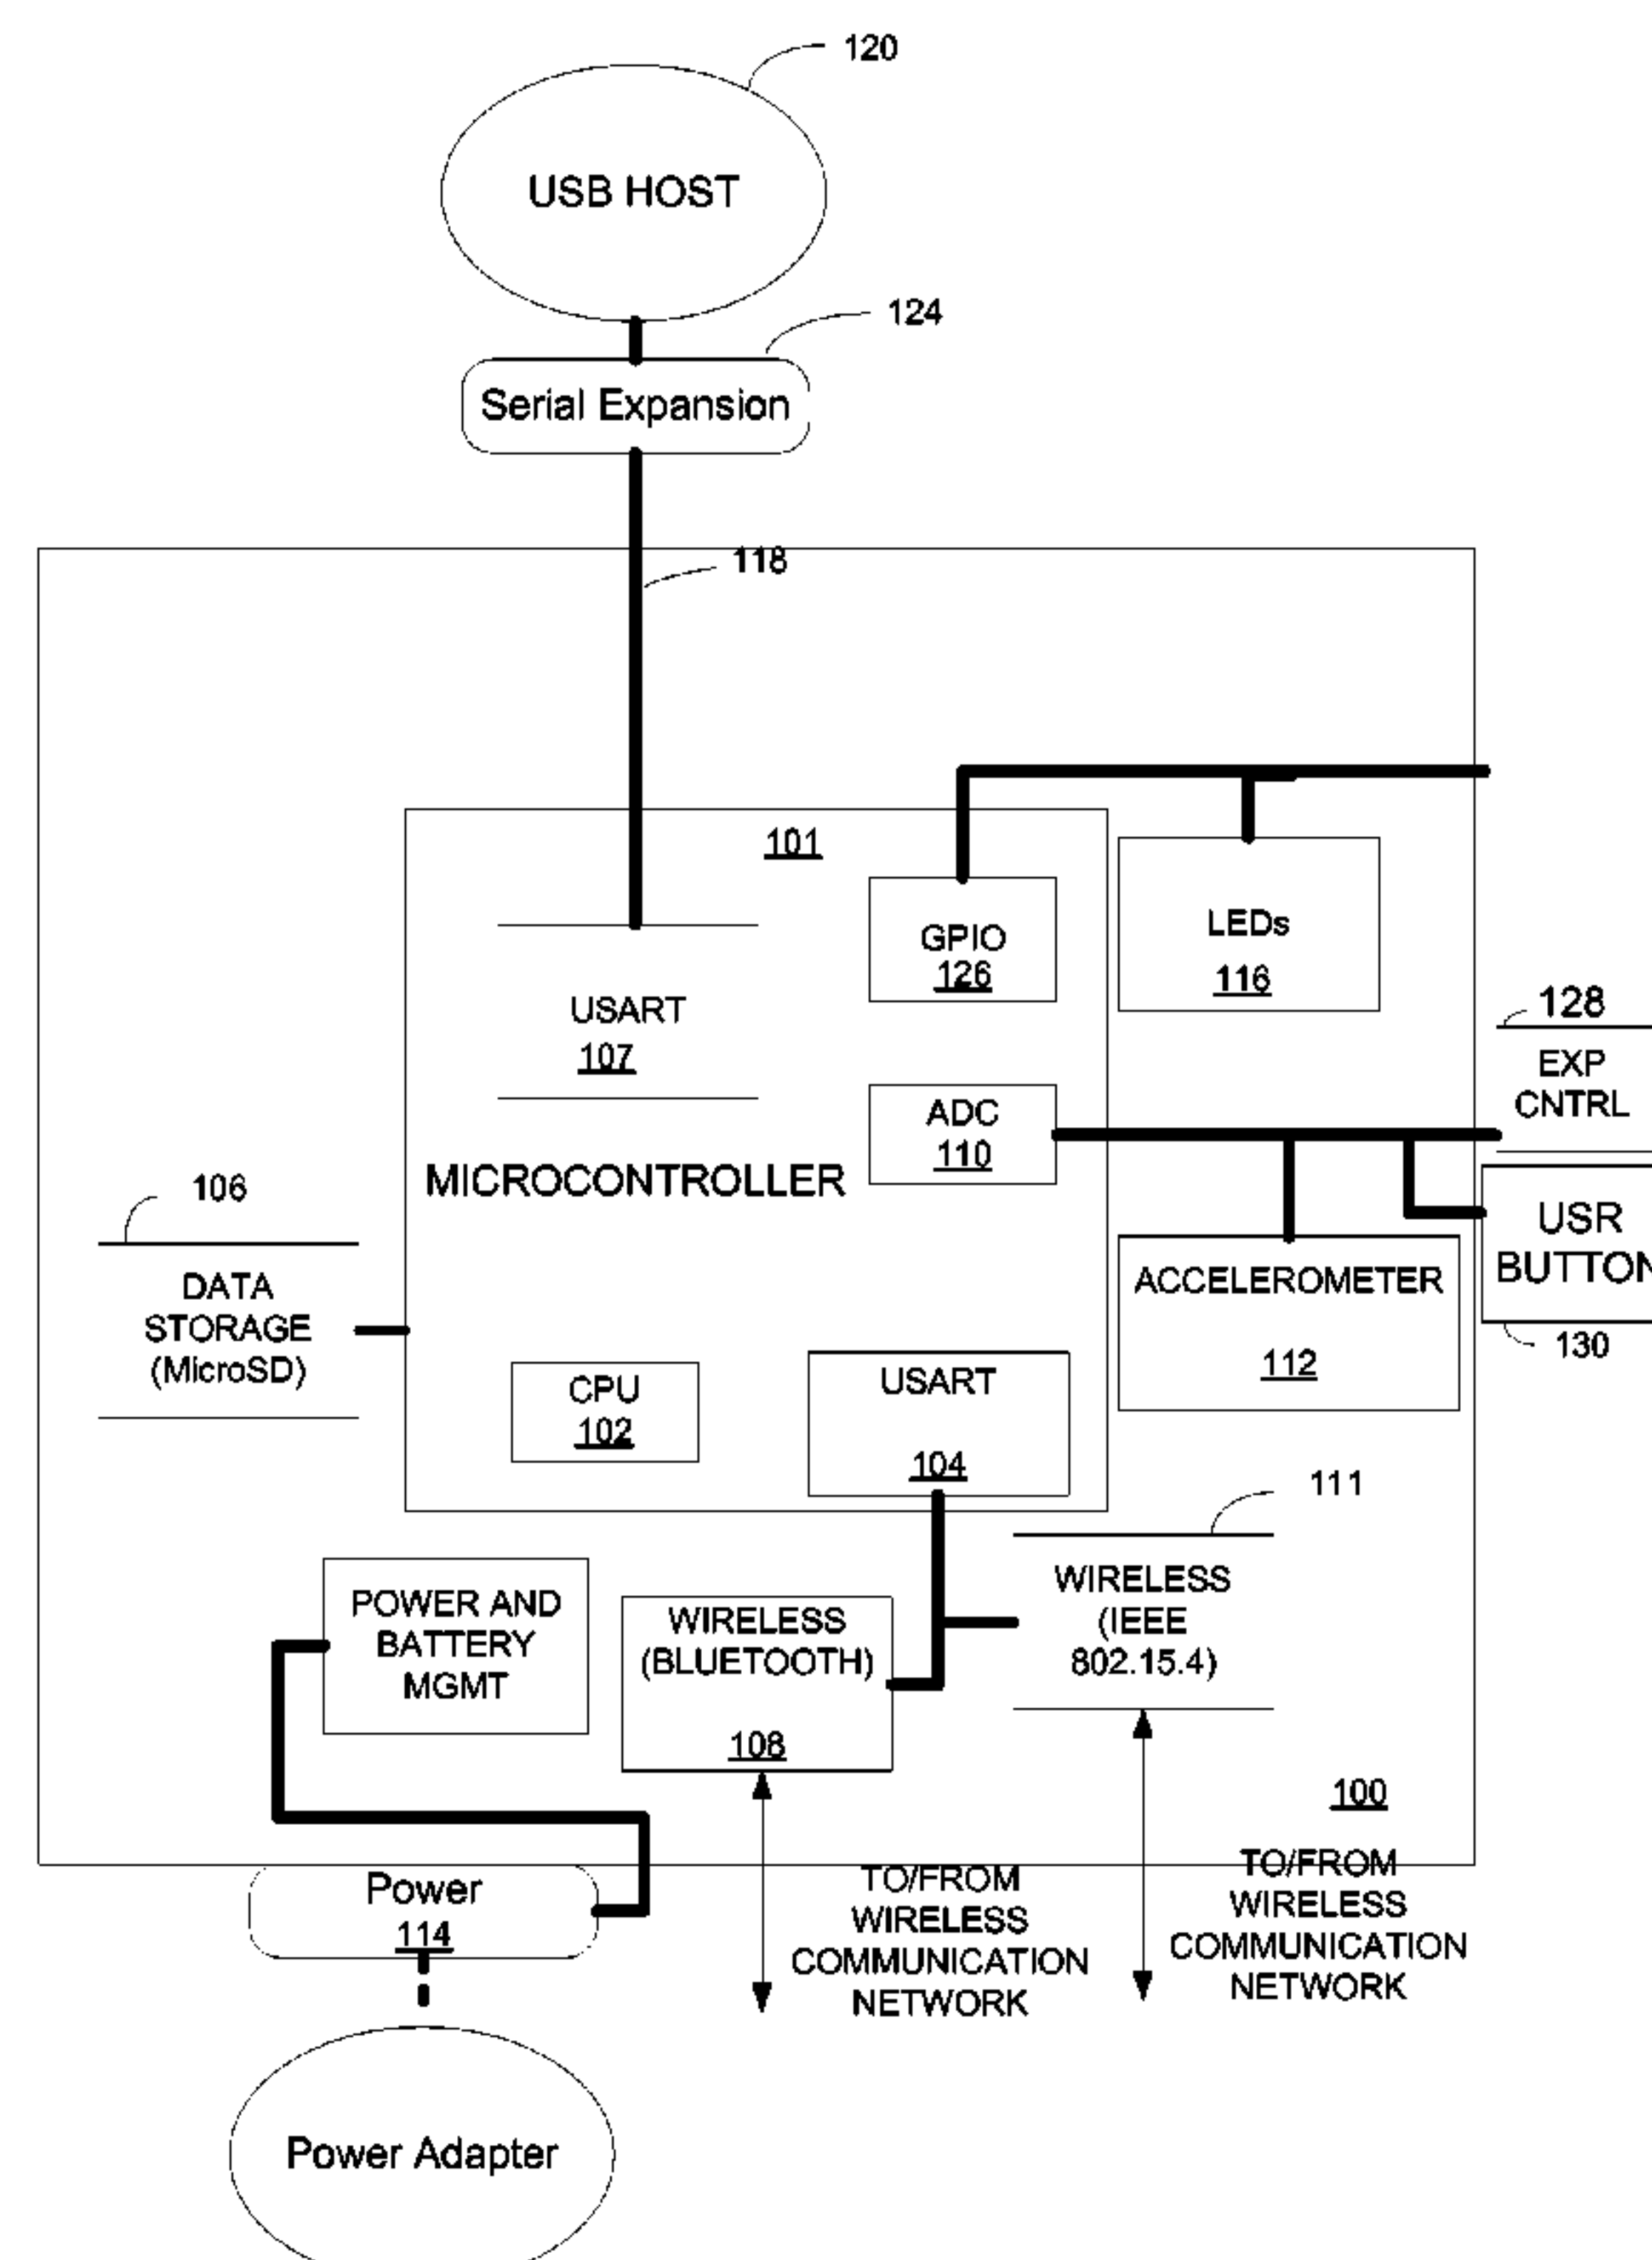 120
USB HOST
124
Serial Expansion
118
101
GPIO
126
LEDs
116
USART
107
128
EXP
CNTRL
ADC
110
MICROCONTROLLER
106
DATA
STORAGE
(MicroSD)
USR
BUTTON
130
ACCELEROMETER
112
CPU
102
USART
104
111
POWER AND
BATTERY
MGMT
WIRELESS
(BLUETOOTH)
108
WIRELESS
(IEEE
802.15.4)
100
Power
114
TO/FROM
WIRELESS
COMMUNICATION
NETWORK
TO/FROM
WIRELESS
COMMUNICATION
NETWORK
Power Adapter